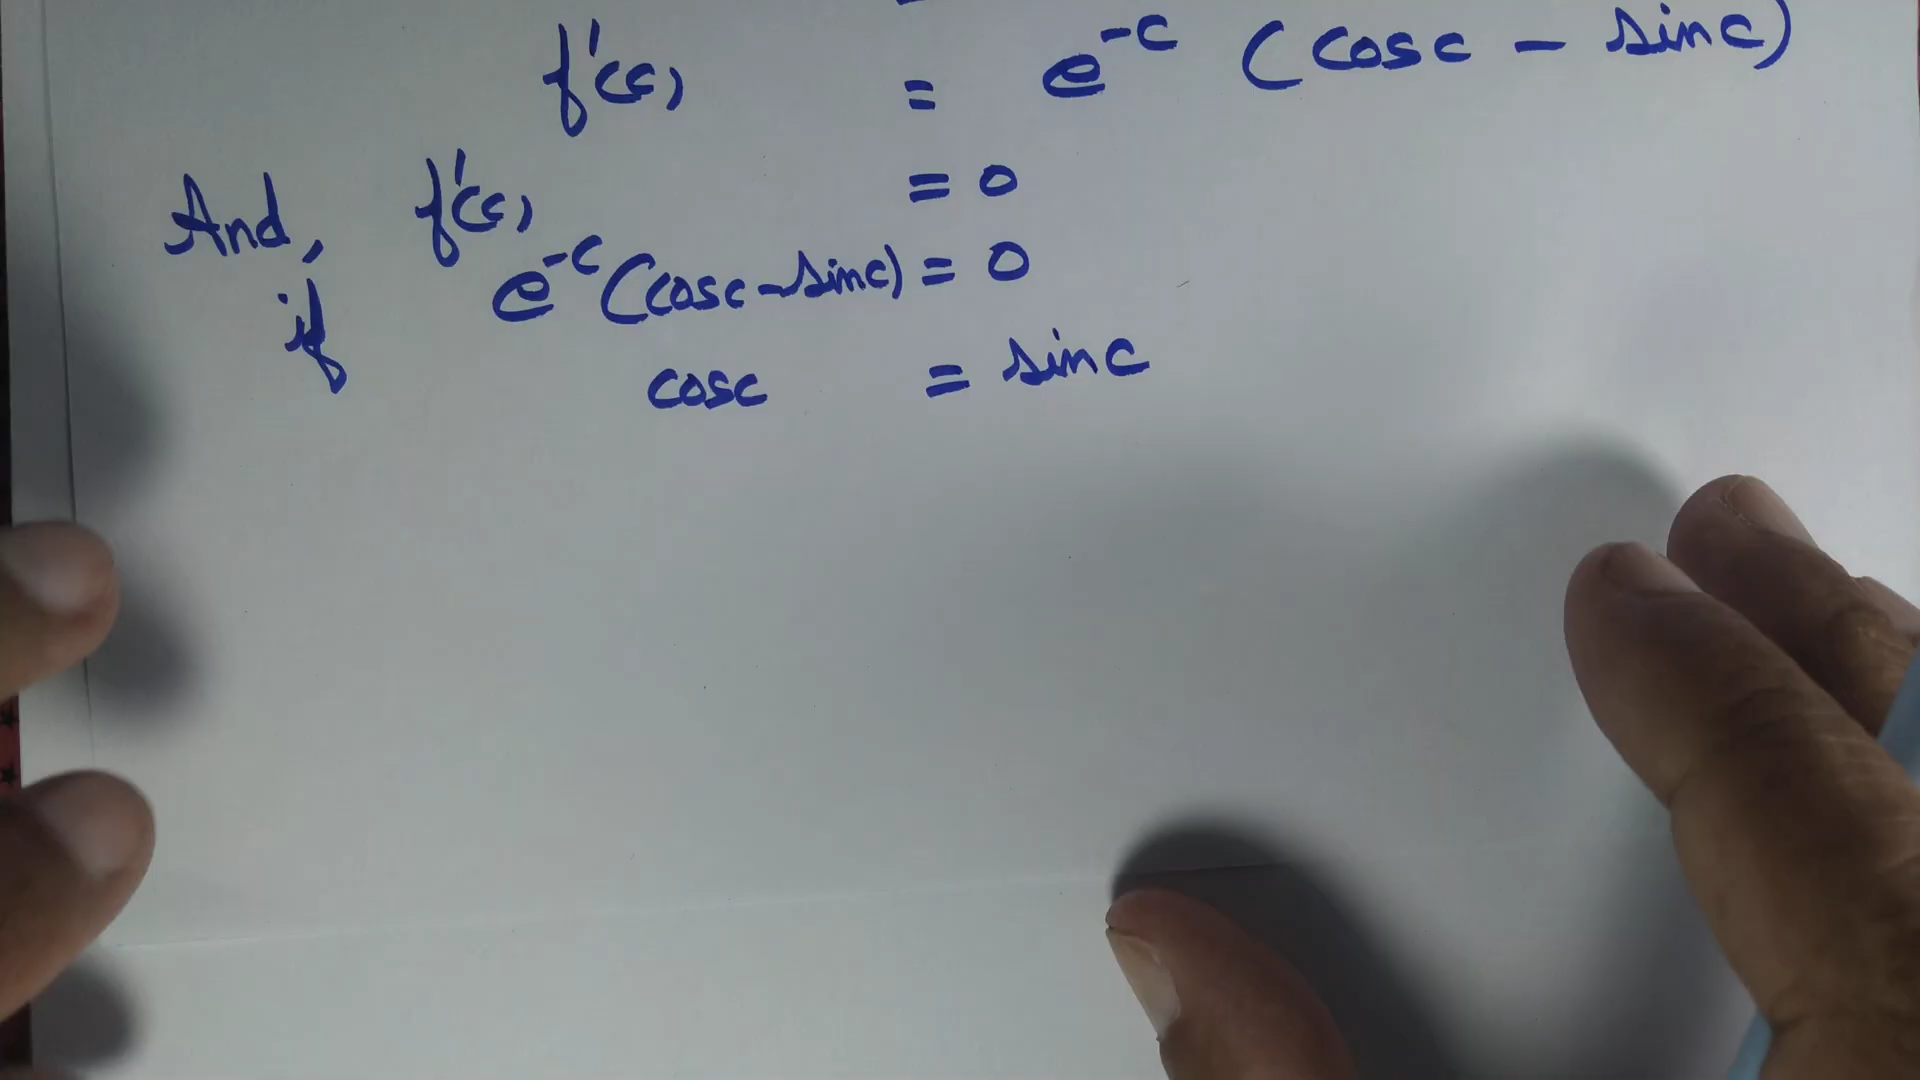 f'(c) = e^{-c} (cosc - sinc)
And, f'(c) = 0
if e^{-c} (cosc - sinc) = 0
cosc = sinc